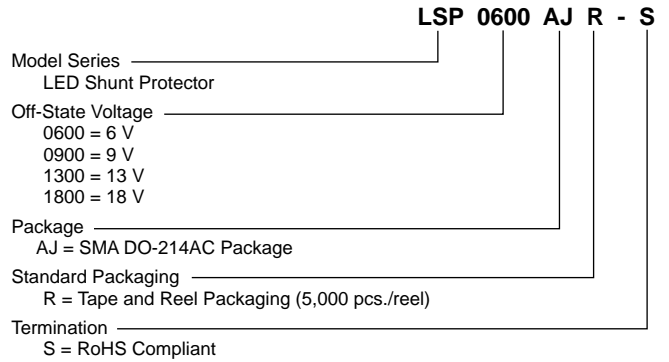 LSP 0600 AJ R - S
Model Series
LED Shunt Protector
Off-State Voltage
0600 = 6 V
0900 = 9 V
1300 = 13 V
1800 = 18 V
Package
AJ = SMA DO-214AC Package
Standard Packaging
R = Tape and Reel Packaging (5,000 pcs./reel)
Termination
S = RoHS Compliant